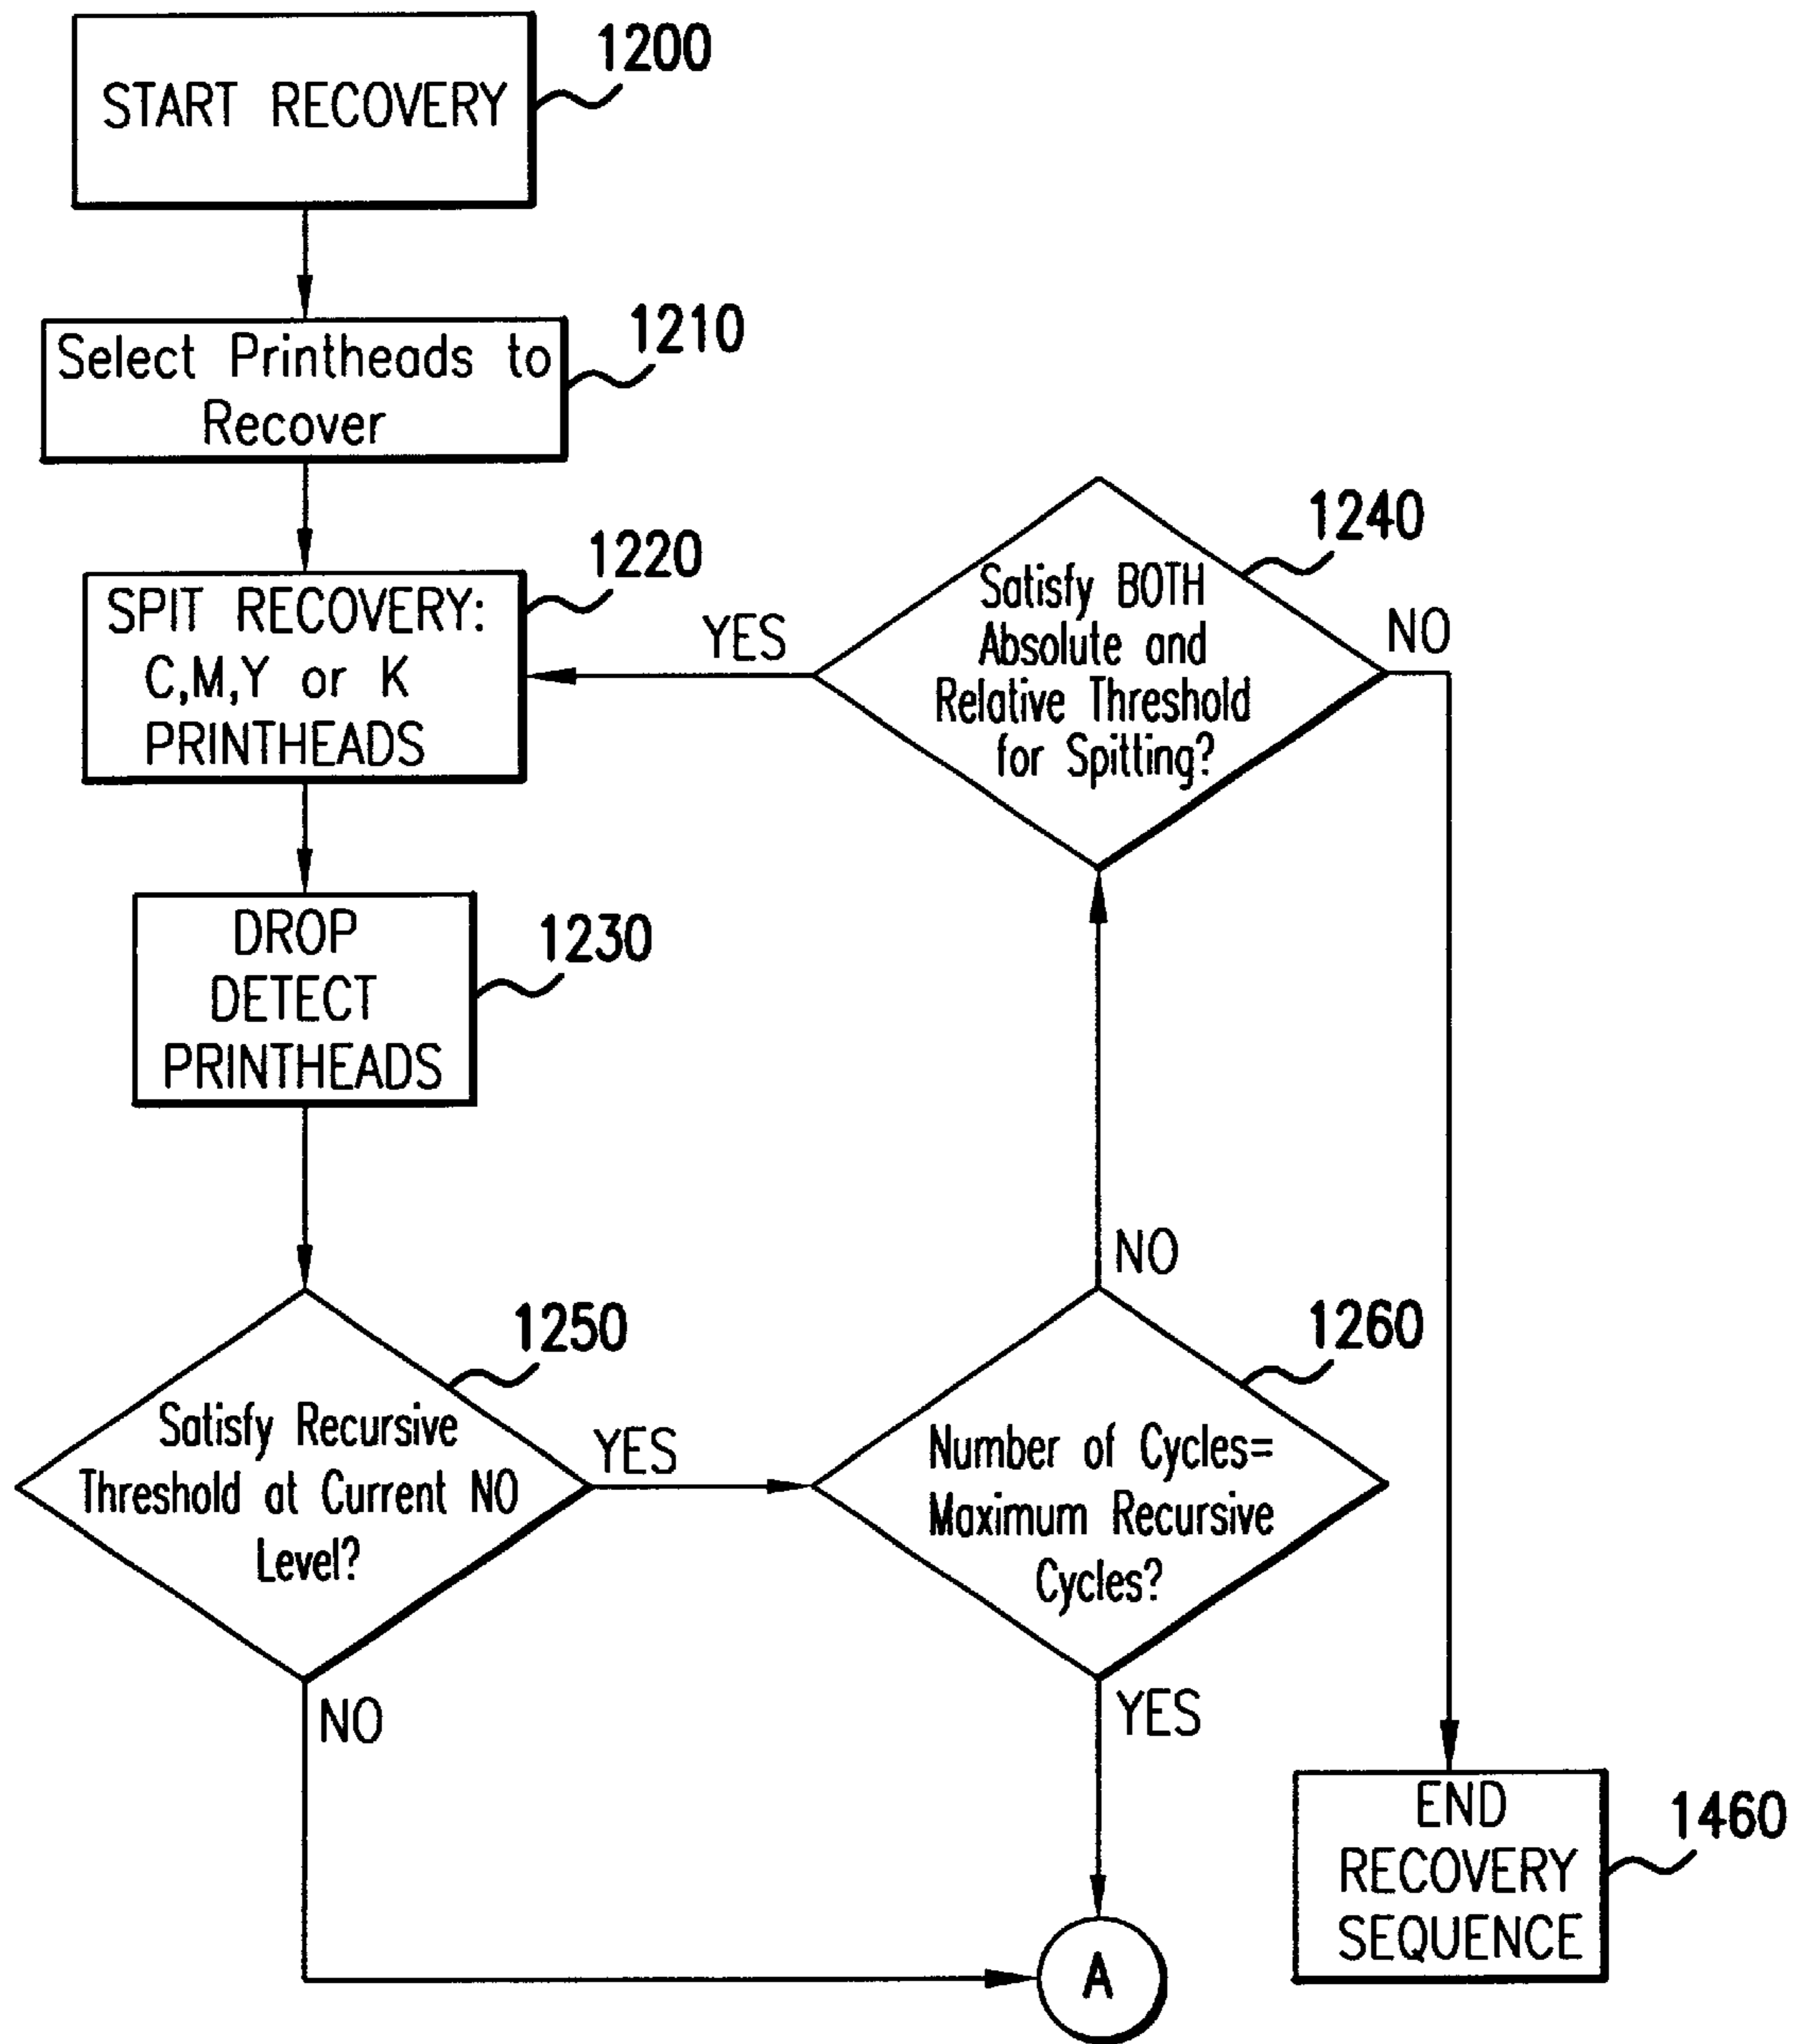 START RECOVERY
1200
Select Printheads to
Recover
1210
SPIT RECOVERY:
C,M,Y or K
PRINTHEADS
1220
YES
Satisfy BOTH
Absolute and
Relative Threshold
for Spitting?
1240
NO
DROP
DETECT
PRINTHEADS
1230
NO
Satisfy Recursive
Threshold at Current NO
Level?
1250
YES
Number of Cycles=
Maximum Recursive
Cycles?
1260
NO
YES
END
RECOVERY
SEQUENCE
1460
A